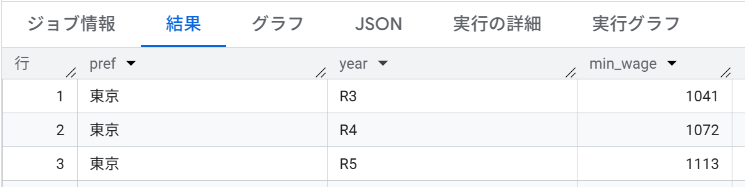 ジョブ情報 結果 グラフ JSON 実行の詳細 実行グラフ
行 pref year min_wage
1 東京 R3 1041
2 東京 R4 1072
3 東京 R5 1113